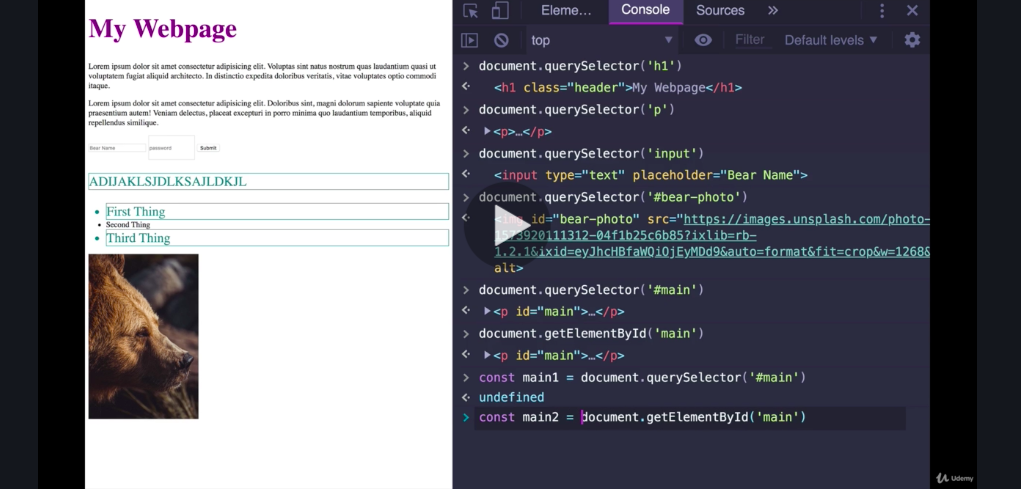 My Webpage
Lorem ipsum dolor sit amet consectetur adipisicing elit. Voluptas sint natus nostrum quas laudantium quasi ut
voluptatem fugiat aliquid architecto. In distinctio expedita doloribus veritatis, vitae voluptates optio commodi
itaque.
Lorem ipsum dolor sit amet consectetur adipisicing elit. Doloribus sint, magni dolorum sapiente voluptate quia
praesentium autem! Veniam delectus, placeat excepturi in porro minima quo laudantium temporibus, aliquid
repellendus similique.
Bear Name password Submit
ADIJAKLSJDLKSAJLDKJL
First Thing
Second Thing
Third Thing
Eleme… Console Sources
top Filter Default levels
document.querySelector('h1')
<h1 class="header">My Webpage</h1>
document.querySelector('p')
<p>…</p>
document.querySelector('input')
<input type="text" placeholder="Bear Name">
document.querySelector('#bear-photo')
<img id="bear-photo" src="https://images.unsplash.com/photo-
1573920111312-04f1b25c6b85?ixlib=rb-
1.2.1&ixid=eyJhcHBfaWQiOjEyMDd9&auto=format&fit=crop&w=1268&
alt>
document.querySelector('#main')
<p id="main">…</p>
document.getElementById('main')
<p id="main">…</p>
const main1 = document.querySelector('#main')
undefined
const main2 = document.getElementById('main')
Udemy